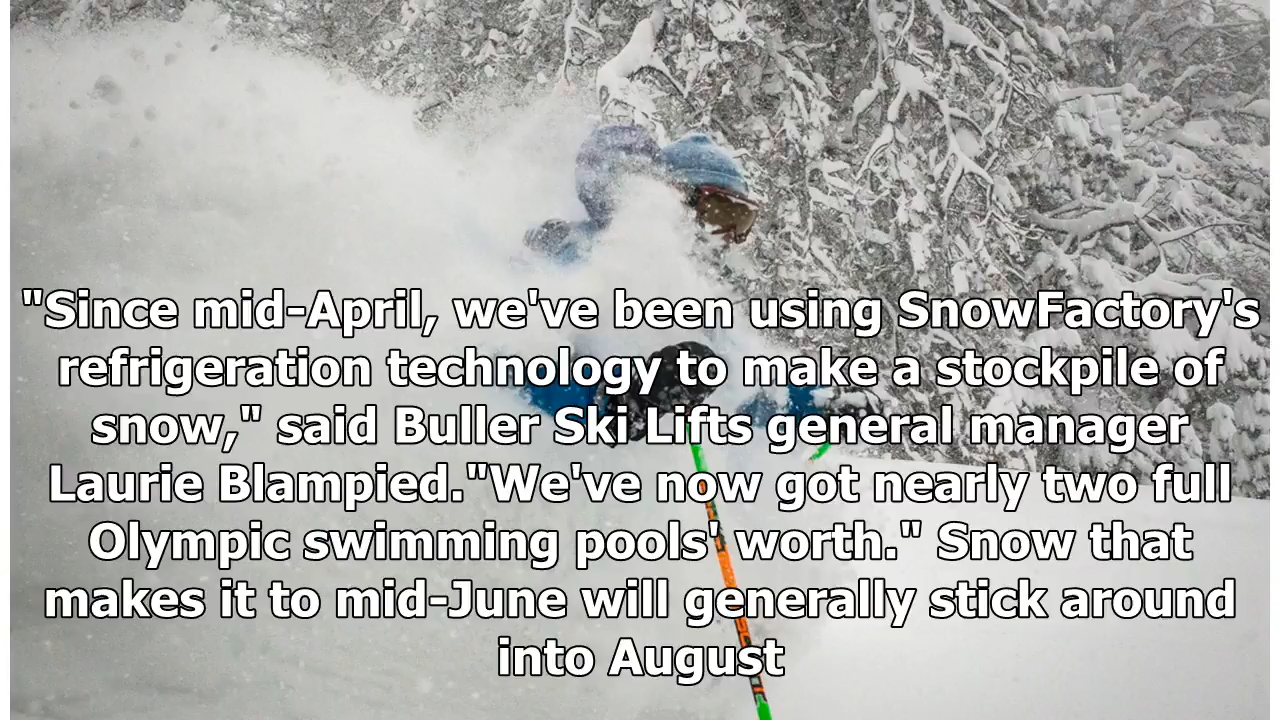 "Since mid-April, we've been using SnowFactory's
refrigeration technology to make a stockpile of
snow," said Buller Ski Lifts general manager
Laurie Blampied."We've now got nearly two full
Olympic swimming pools' worth." Snow that
makes it to mid-June will generally stick around
into August